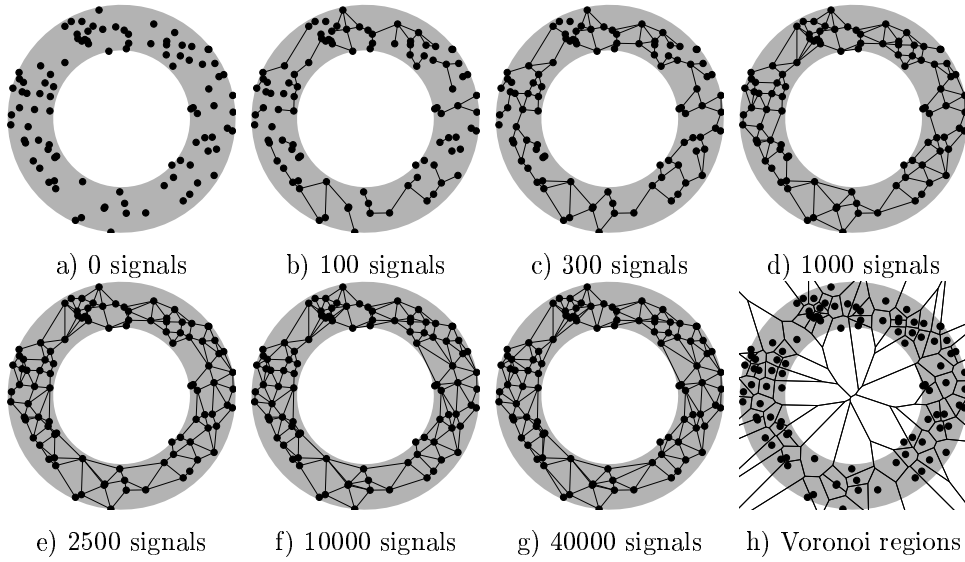 a) 0 signals
b) 100 signals
c) 300 signals
d) 1000 signals
e) 2500 signals
f) 10000 signals
g) 40000 signals
h) Voronoi regions